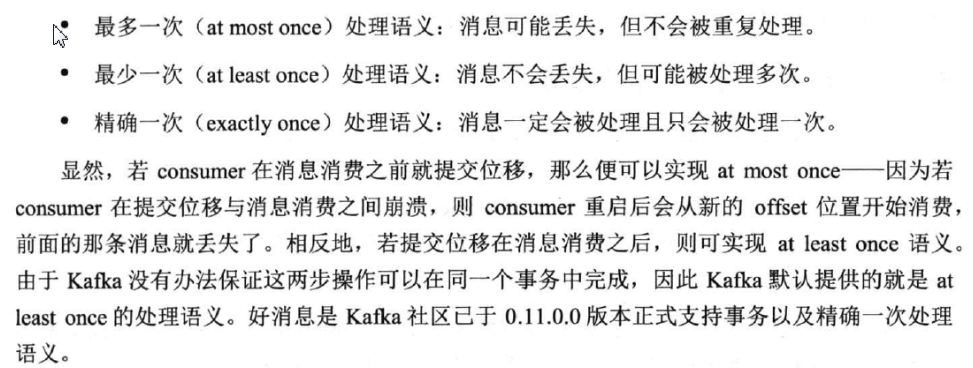 • 最多一次（at most once）处理语义：消息可能丢失，但不会被重复处理。
• 最少一次（at least once）处理语义：消息不会丢失，但可能被处理多次。
• 精确一次（exactly once）处理语义：消息一定会被处理且只会被处理一次。
显然，若 consumer 在消息消费之前就提交位移，那么便可以实现 at most once——因为若
consumer 在提交位移与消息消费之间崩溃，则 consumer 重启后会从新的 offset 位置开始消费，
前面的那条消息就丢失了。相反地，若提交位移在消息消费之后，则可实现 at least once 语义。
由于 Kafka 没有办法保证这两步操作可以在同一个事务中完成，因此 Kafka 默认提供的就是 at
least once 的处理语义。好消息是 Kafka 社区已于 0.11.0.0 版本正式支持事务以及精确一次处理
语义。